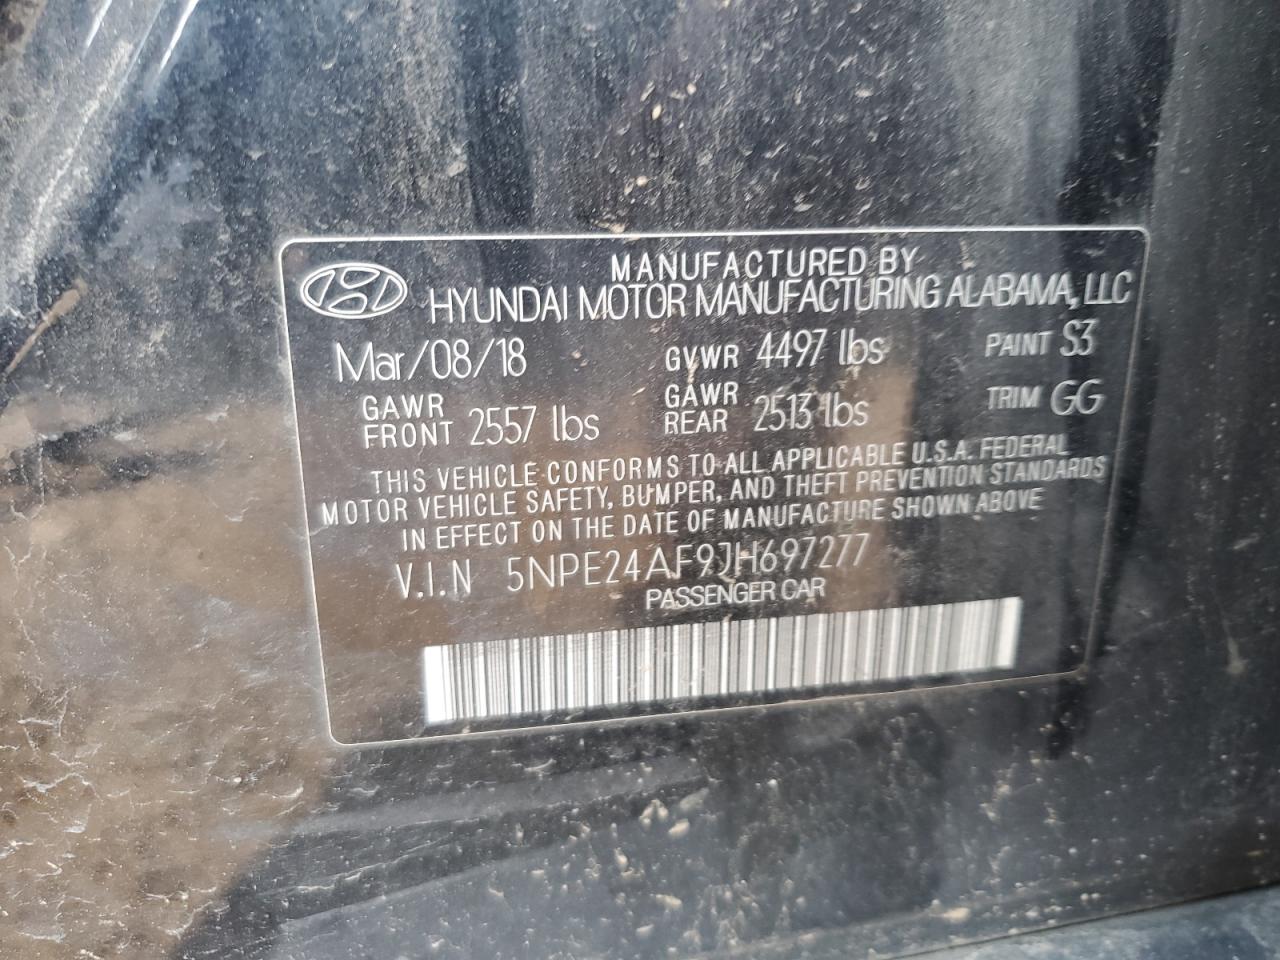 MANUFACTURED BY
HYUNDAI MOTOR MANUFACTURING ALABAMA, LLC
Mar/08/18 GVWR 4497 lbs PAINT S3
GAWR FRONT 2557 lbs GAWR REAR 2513 lbs TRIM GG
THIS VEHICLE CONFORMS TO ALL APPLICABLE U.S.A. FEDERAL
MOTOR VEHICLE SAFETY, BUMPER, AND THEFT PREVENTION STANDARDS
IN EFFECT ON THE DATE OF MANUFACTURE SHOWN ABOVE
V.I.N 5NPE24AF9JH697277
PASSENGER CAR